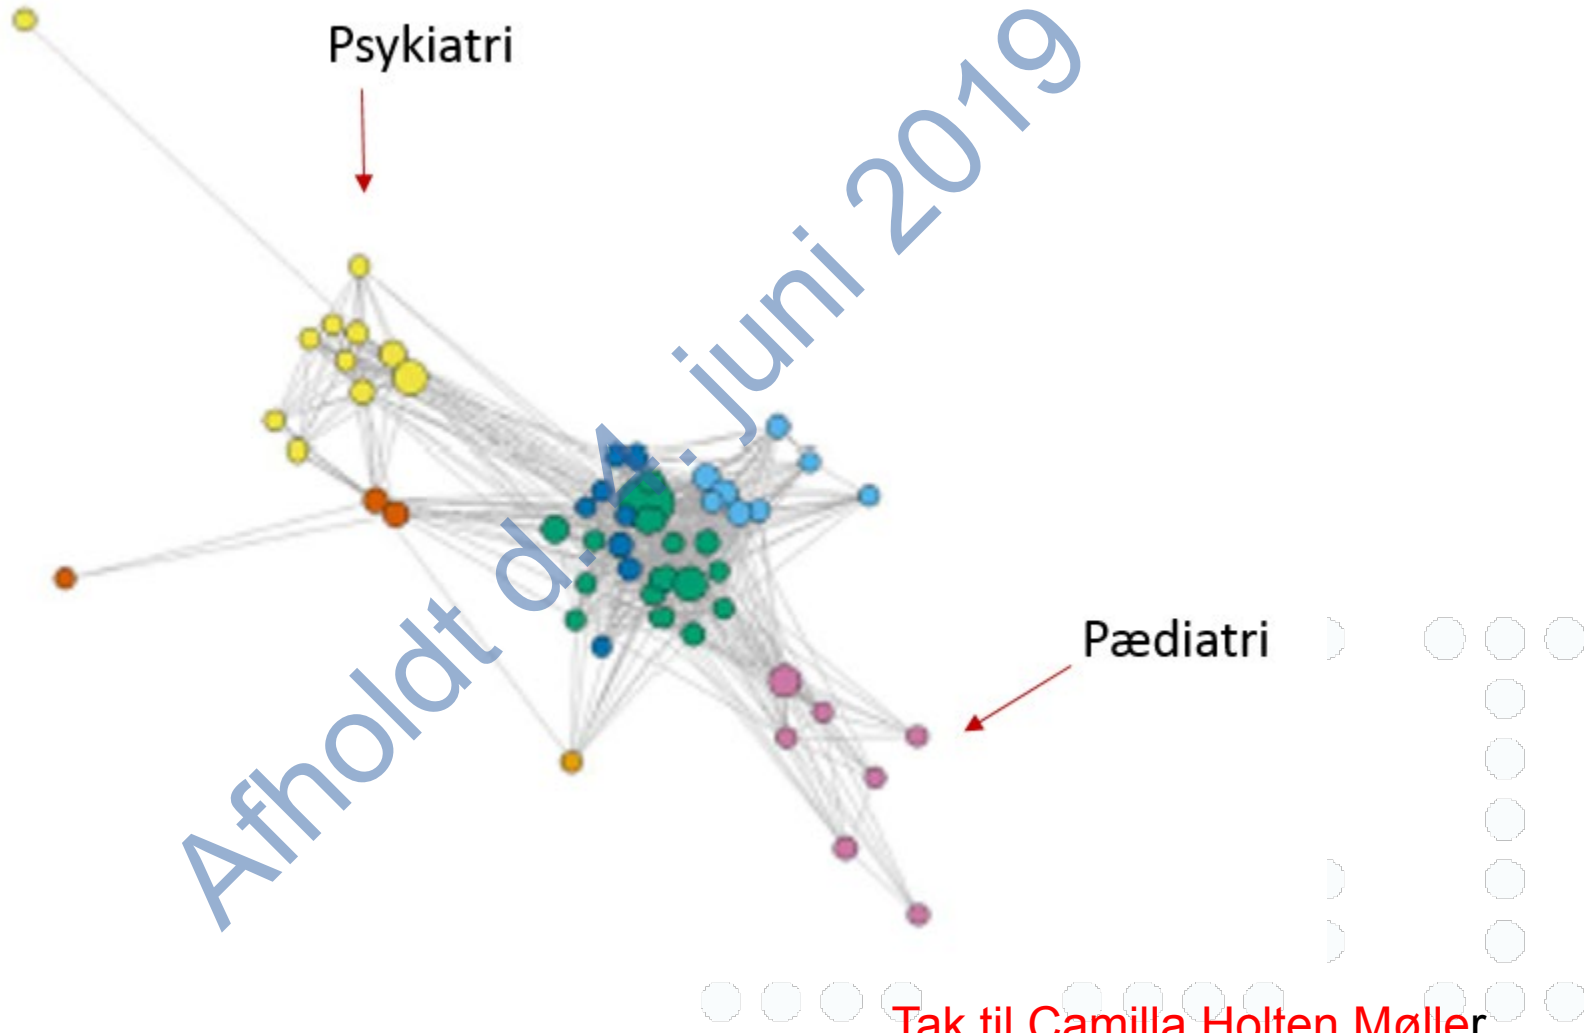 Psykiatri
Afholdt d.4. juni 2019
Pædiatri
Tak til Camilla Holten Møller